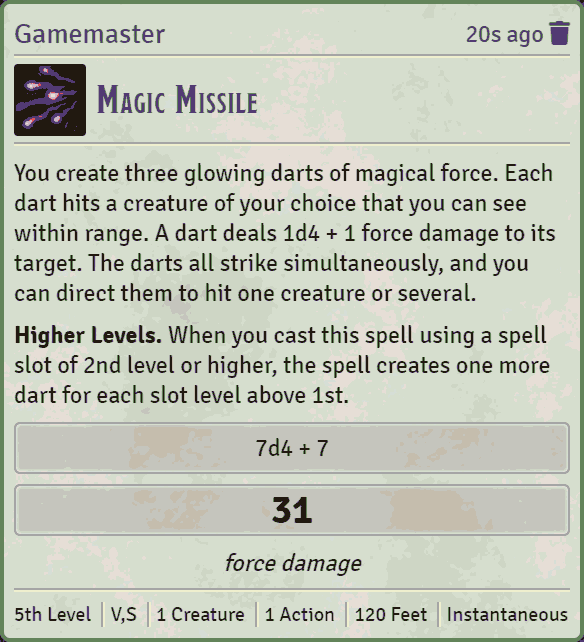 Gamemaster 20s ago
Magic Missile
You create three glowing darts of magical force. Each
dart hits a creature of your choice that you can see
within range. A dart deals 1d4 + 1 force damage to its
target. The darts all strike simultaneously, and you
can direct them to hit one creature or several.
Higher Levels. When you cast this spell using a spell
slot of 2nd level or higher, the spell creates one more
dart for each slot level above 1st.
7d4 + 7
31
force damage
5th Level V,S 1 Creature 1 Action 120 Feet Instantaneous